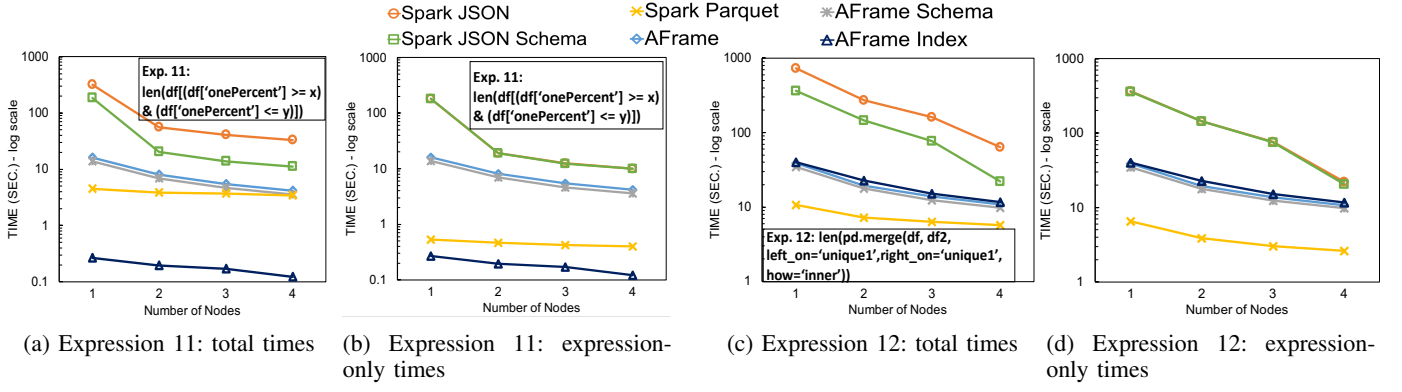 Spark JSON
Spark Parquet
AFrame Schema
Spark JSON Schema
AFrame
AFrame Index
TIME (SEC.) - log scale
1000
100
10
1
0.1
Exp. 11:
len(df[(df[‘onePercent’] >= x)
& (df[‘onePercent’] <= y)])
1 2 3 4
Number of Nodes
(a) Expression 11: total times
TIME (SEC.) - log scale
1000
100
10
1
0.1
Exp. 11:
len(df[(df[‘onePercent’] >= x)
& (df[‘onePercent’] <= y)])
1 2 3 4
Number of Nodes
(b) Expression 11: expression-
only times
TIME (SEC.) - log scale
1000
100
10
1
Exp. 12: len(pd.merge(df, df2,
left_on=‘unique1’,right_on=‘unique1’,
how=‘inner’))
1 2 3 4
Number of Nodes
(c) Expression 12: total times
TIME (SEC.) - log scale
1000
100
10
1
1 2 3 4
Number of Nodes
(d) Expression 12: expression-
only times